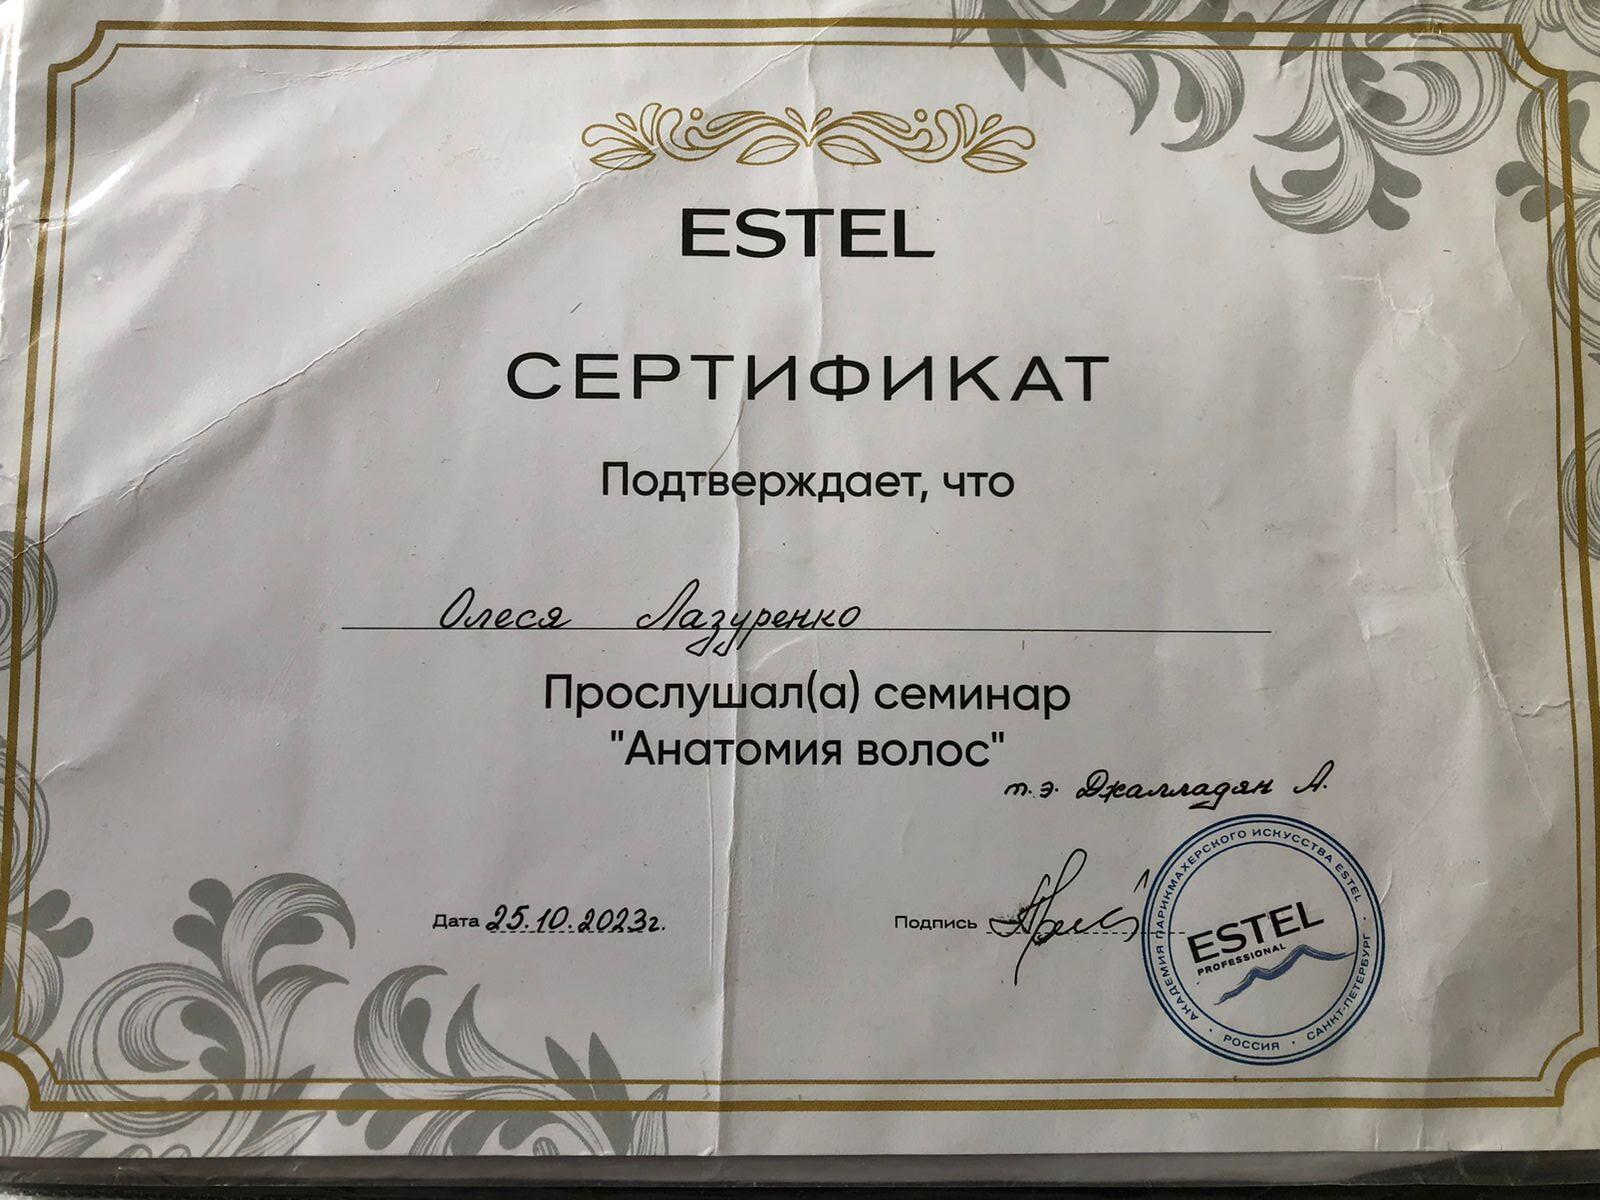 ESTEL
СЕРТИФИКАТ
Подтверждает, что
Олеся Лазуренко
Прослушал(а) семинар
"Анатомия волос"
т.э. Джалладян А.
Дата 25.10.2023г.
Подпись
АКАДЕМИЯ ПАРИКМАХЕРСКОГО ИСКУССТВА ESTEL
ESTEL
PROFESSIONAL
РОССИЯ · САНКТ-ПЕТЕРБУРГ